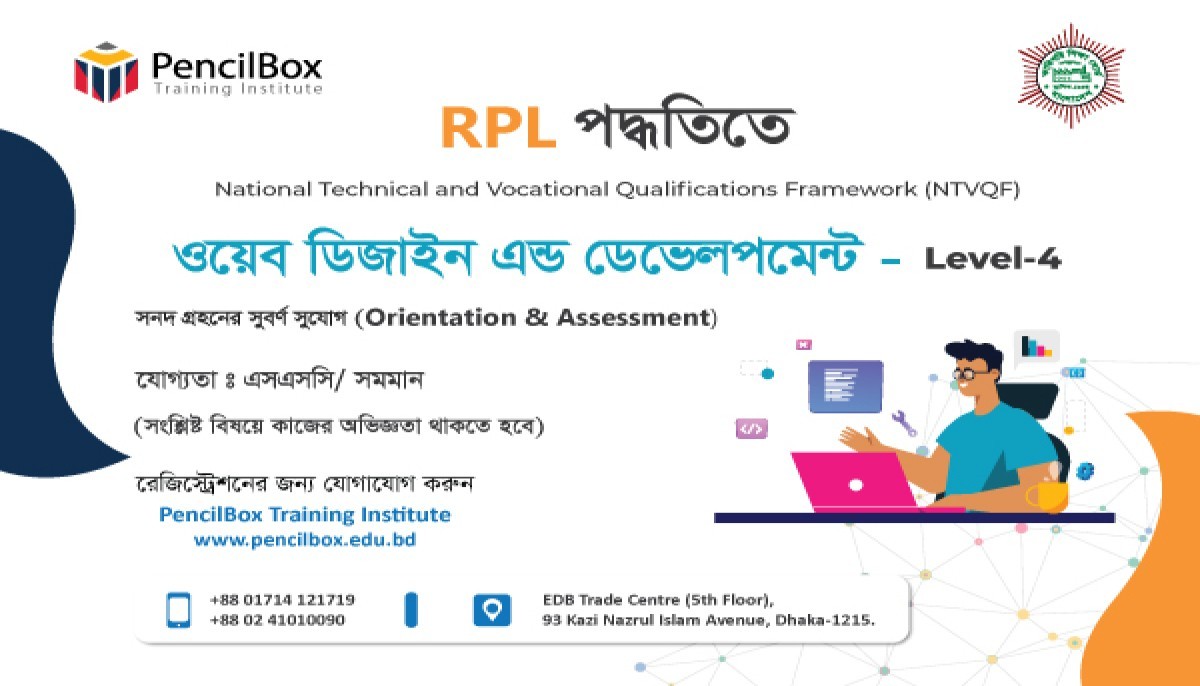 PencilBox
Training Institute
RPL পদ্ধতিতে
National Technical and Vocational Qualifications Framework (NTVQF)
ওয়েব ডিজাইন এন্ড ডেভেলপমেন্ট – Level-4
সনদ গ্রহনের সুবর্ণ সুযোগ (Orientation & Assessment)
যোগ্যতা ঃ এসএসসি/ সমমান
(সংশ্লিষ্ট বিষয়ে কাজের অভিজ্ঞতা থাকতে হবে)
রেজিস্ট্রেশনের জন্য যোগাযোগ করুন
PencilBox Training Institute
www.pencilbox.edu.bd
+88 01714 121719
+88 02 41010090
EDB Trade Centre (5th Floor),
93 Kazi Nazrul Islam Avenue, Dhaka-1215.